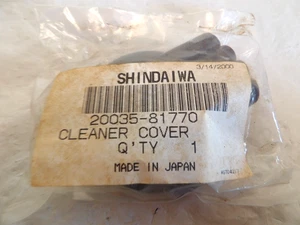 3/14/2000
SHINDAIWA
20035-81770
CLEANER COVER
Q'TY 1
MADE IN JAPAN